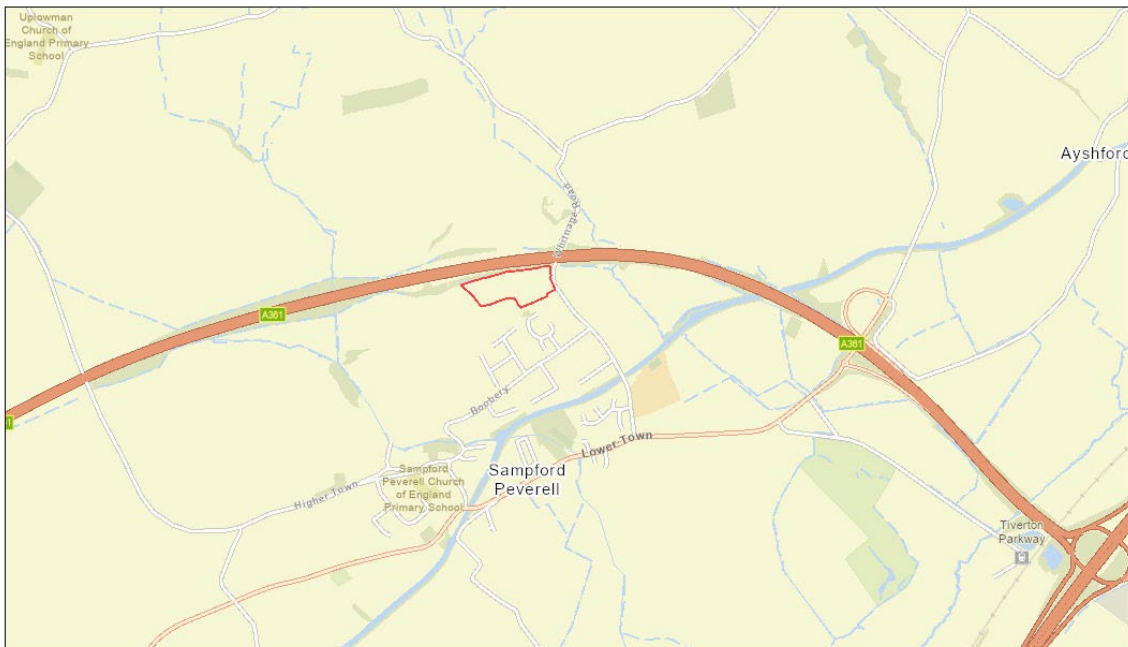 Uplowman
Church of
England Primary
School
Ayshford
Whitnage Road
A361
A361
1
Boobery
Lower Town
Sampford
Peverell
Sampford
Peverell Church
of England
Primary School
Higher Town
Tiverton
Parkway